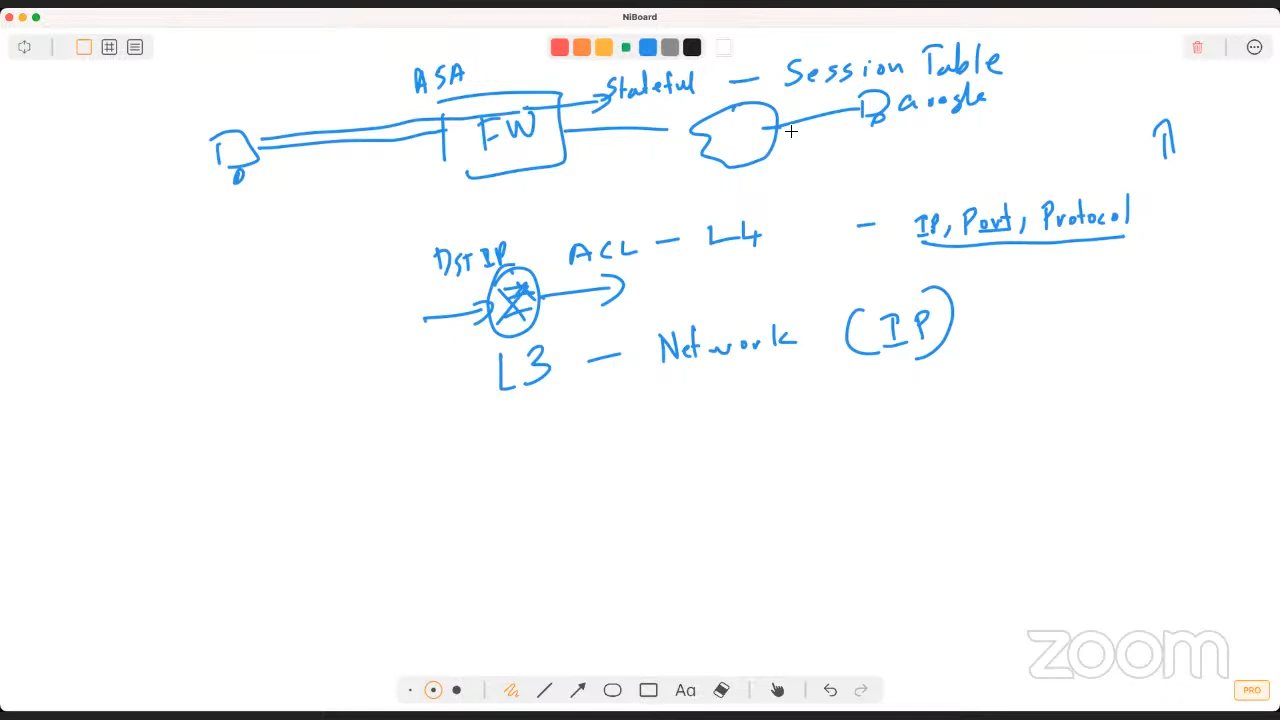 NiBoard
ASA
Stateful – Session Table
FW
Google
DST IP
ACL – L4 – IP, Port, Protocol
L3 – Network (IP)
zoom
Aa
PRO